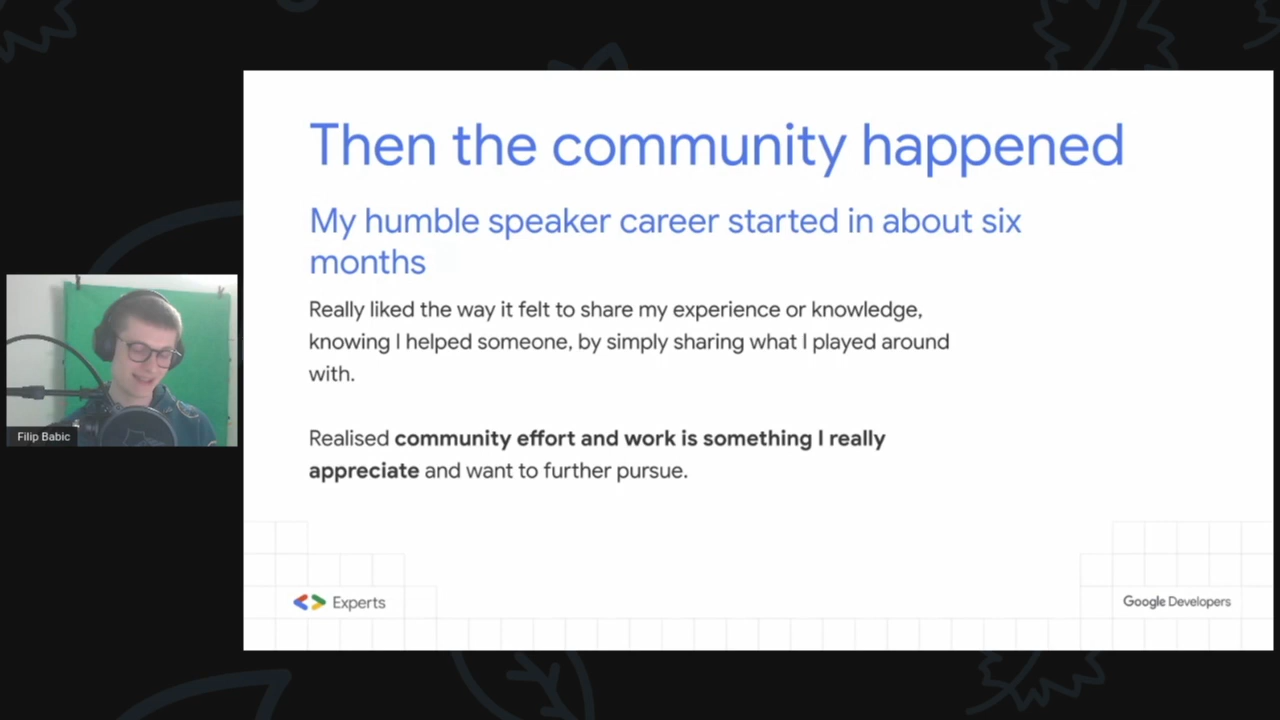 Then the community happened
My humble speaker career started in about six
months
Really liked the way it felt to share my experience or knowledge,
knowing I helped someone, by simply sharing what I played around
with.
Realised community effort and work is something I really
appreciate and want to further pursue.
Filip Babic
Experts
Google Developers